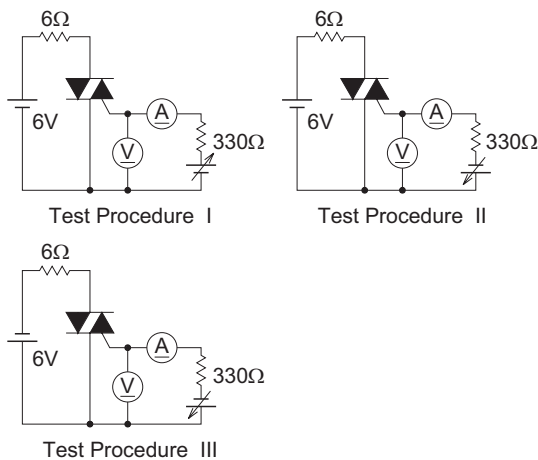 6Ω
6V
A
V
330Ω
Test Procedure I
6Ω
6V
A
V
330Ω
Test Procedure II
6Ω
6V
A
V
330Ω
Test Procedure III